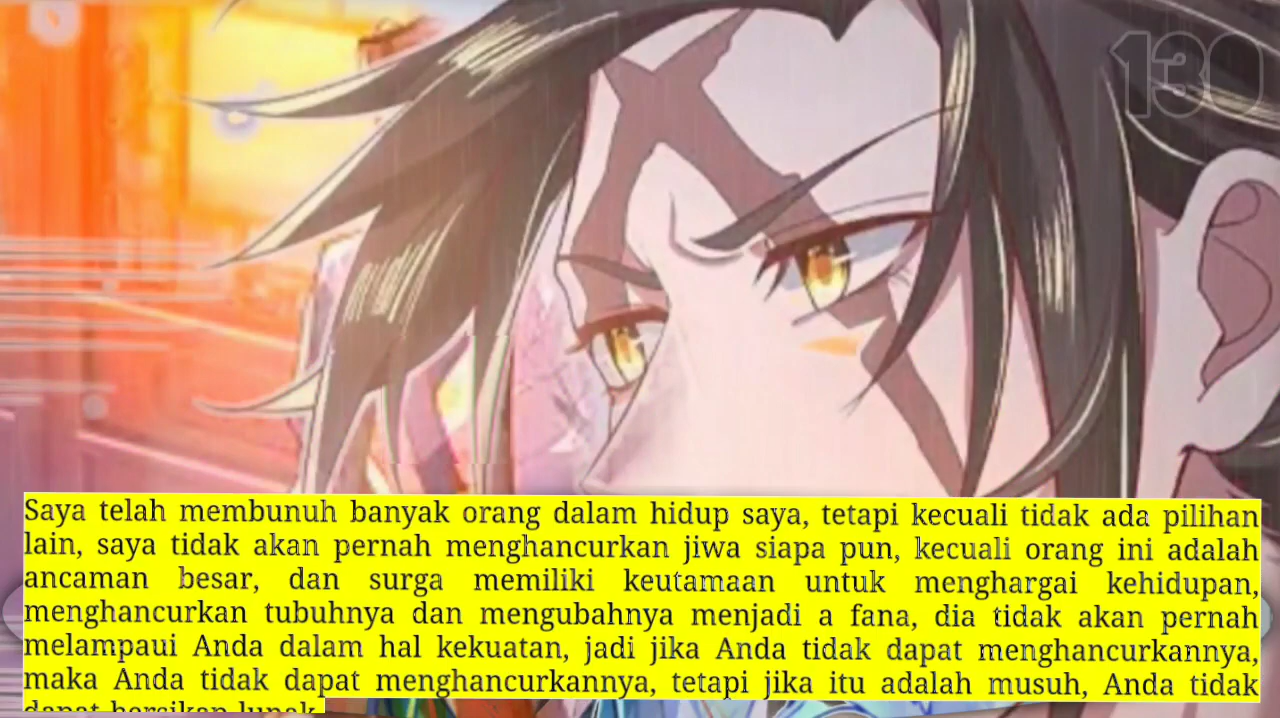 130
Saya telah membunuh banyak orang dalam hidup saya, tetapi kecuali tidak ada pilihan
lain, saya tidak akan pernah menghancurkan jiwa siapa pun, kecuali orang ini adalah
ancaman besar, dan surga memiliki keutamaan untuk menghargai kehidupan,
menghancurkan tubuhnya dan mengubahnya menjadi a fana, dia tidak akan pernah
melampaui Anda dalam hal kekuatan, jadi jika Anda tidak dapat menghancurkannya,
maka Anda tidak dapat menghancurkannya, tetapi jika itu adalah musuh, Anda tidak
dapat bersikap lunak.